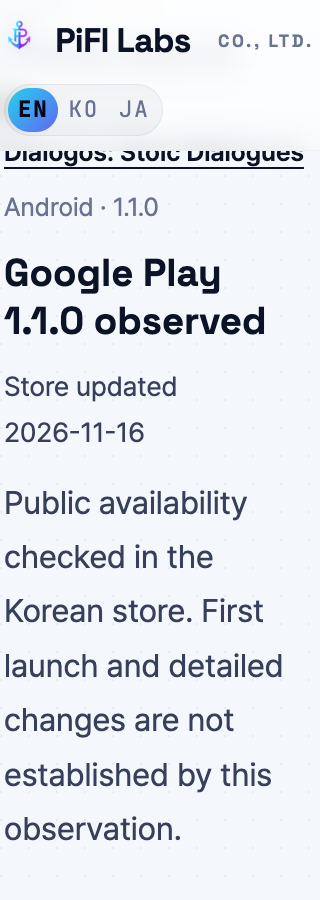 PiFl Labs CO., LTD.
EN KO JA
Dialogos: Stoic Dialogues
Android · 1.1.0
Google Play
1.1.0 observed
Store updated
2026-11-16
Public availability
checked in the
Korean store. First
launch and detailed
changes are not
established by this
observation.